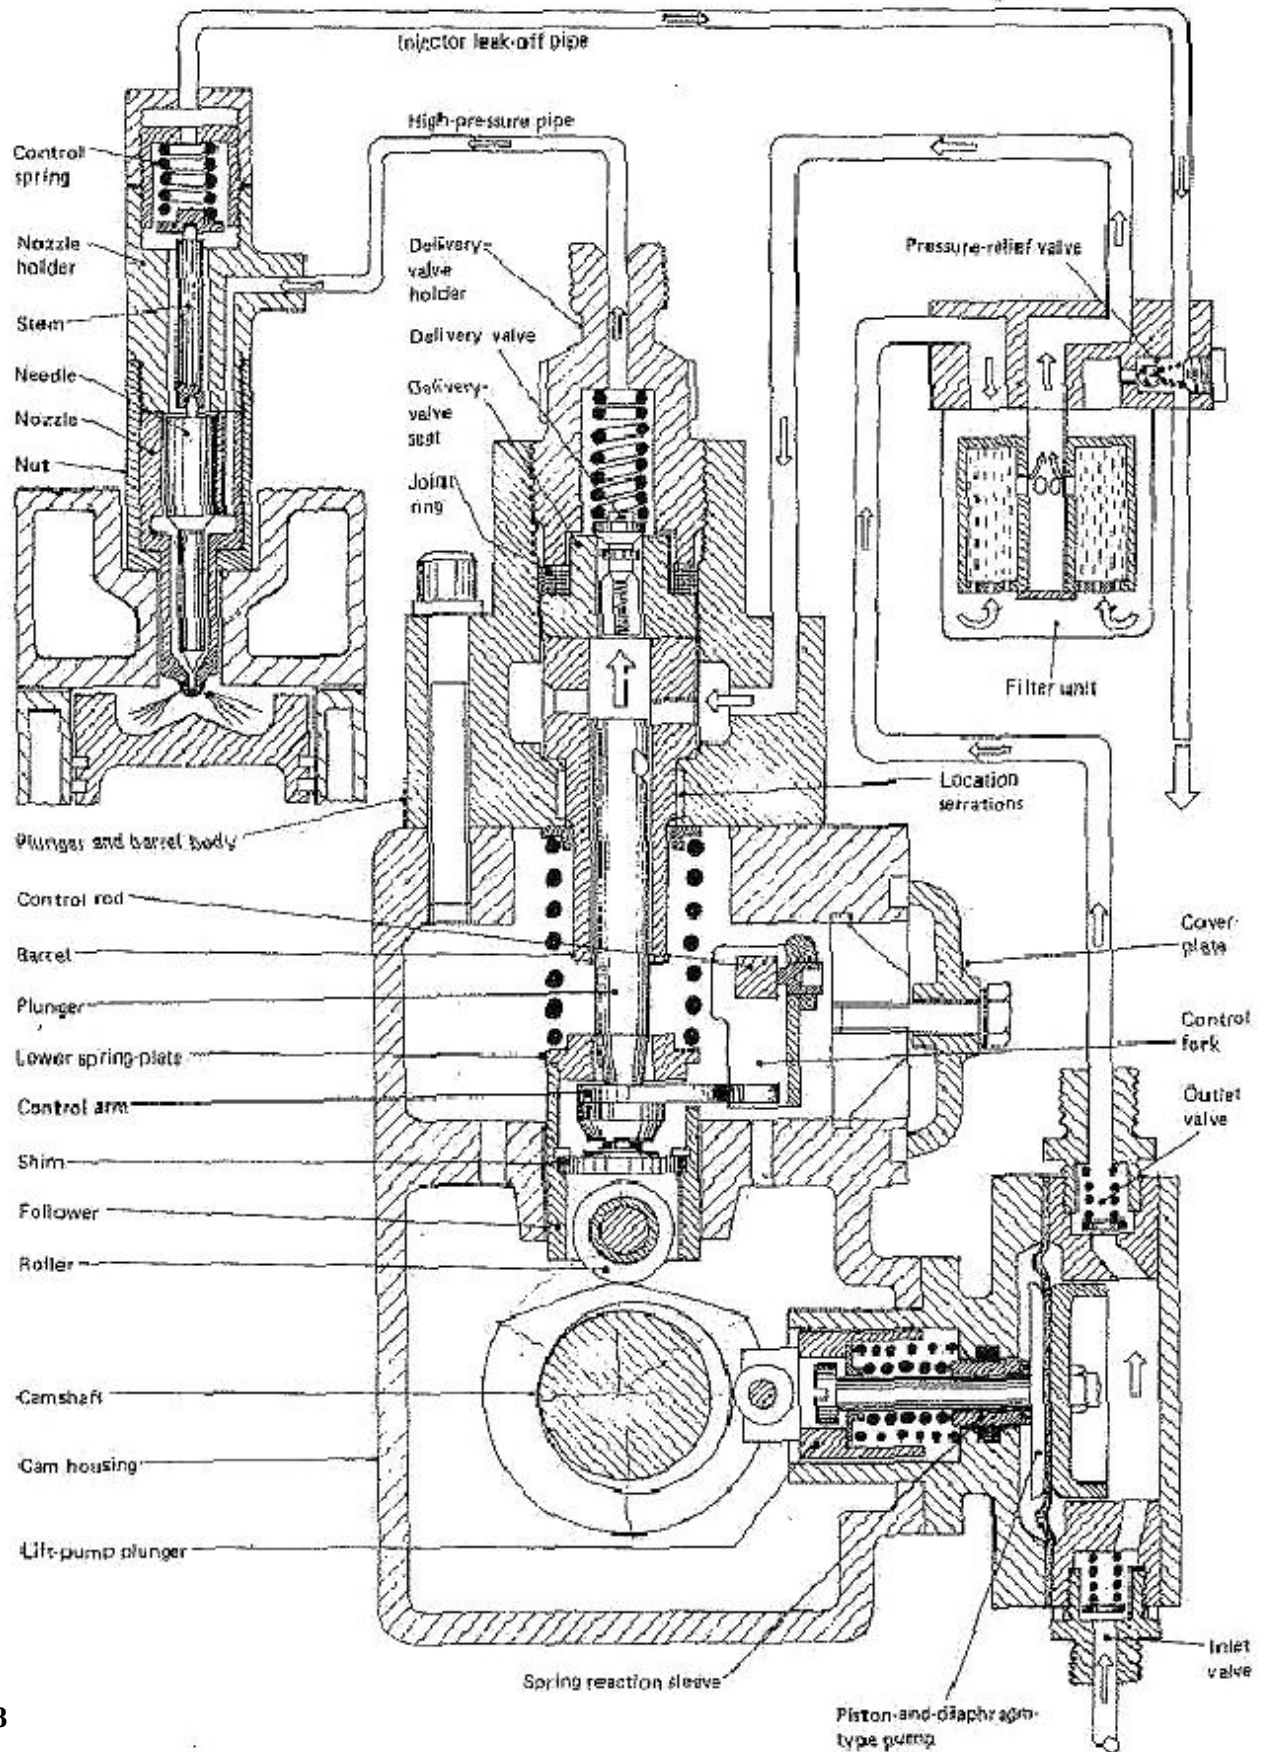 Injector leak-off pipe
High-pressure pipe
Control
spring
Nozzle
holder
Stem
Needle
Nozzle
Nut
Delivery-
valve
holder
Delivery valve
Delivery-
valve
seat
Joint
ring
Pressure-relief valve
Filter unit
Location
serrations
Plunger and barrel body
Control rod
Barrel
Plunger
Lower spring-plate
Control arm
Shim
Follower
Roller
Camshaft
Cam housing
Lift-pump plunger
Cover-
plate
Control
fork
Outlet
valve
Inlet
valve
Spring reaction sleeve
Piston-and-diaphragm-
type pump
3